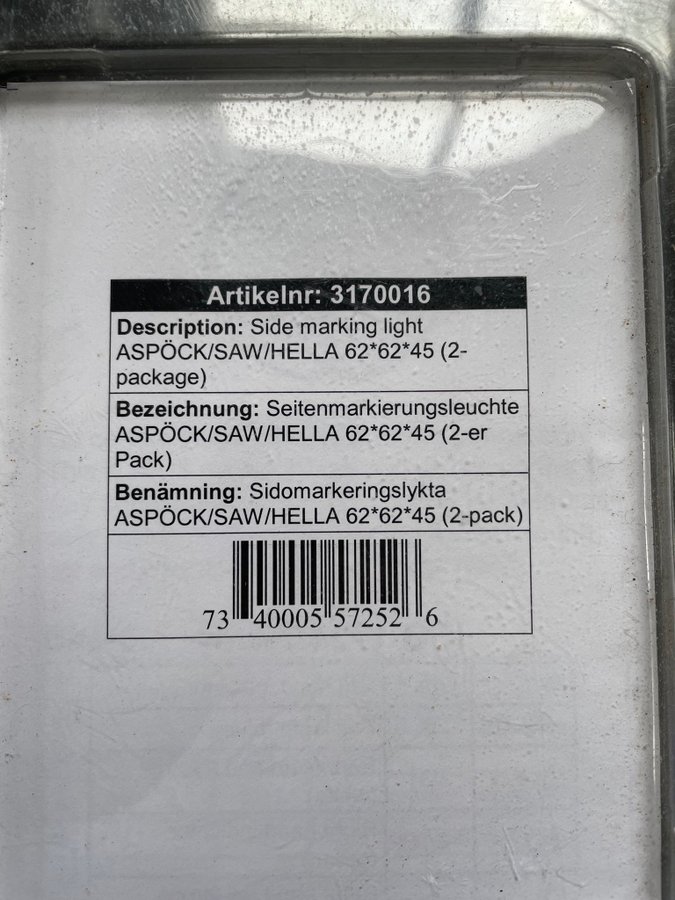 Artikelnr: 3170016
Description: Side marking light
ASPÖCK/SAW/HELLA 62*62*45 (2-
package)
Bezeichnung: Seitenmarkierungsleuchte
ASPÖCK/SAW/HELLA 62*62*45 (2-er
Pack)
Benämning: Sidomarkeringslykta
ASPÖCK/SAW/HELLA 62*62*45 (2-pack)
73 40005 57252 6